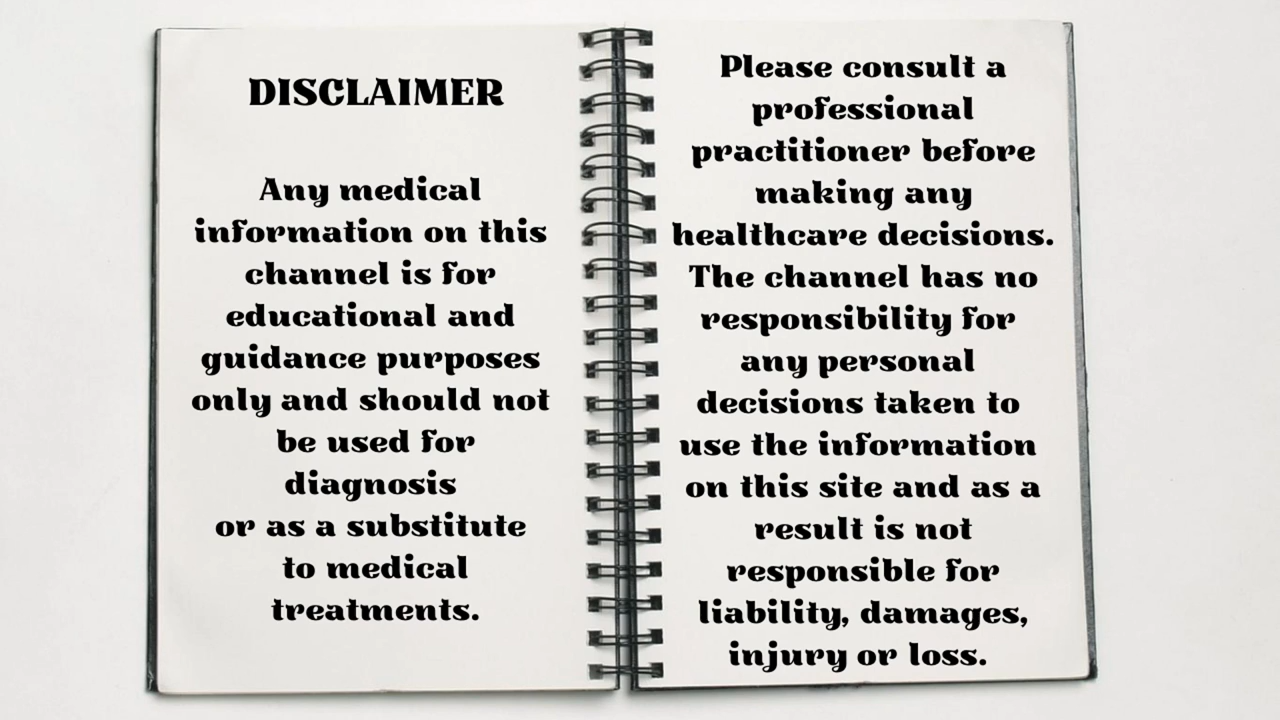 DISCLAIMER
Any medical
information on this
channel is for
educational and
guidance purposes
only and should not
be used for
diagnosis
or as a substitute
to medical
treatments.
Please consult a
professional
practitioner before
making any
healthcare decisions.
The channel has no
responsibility for
any personal
decisions taken to
use the information
on this site and as a
result is not
responsible for
liability, damages,
injury or loss.